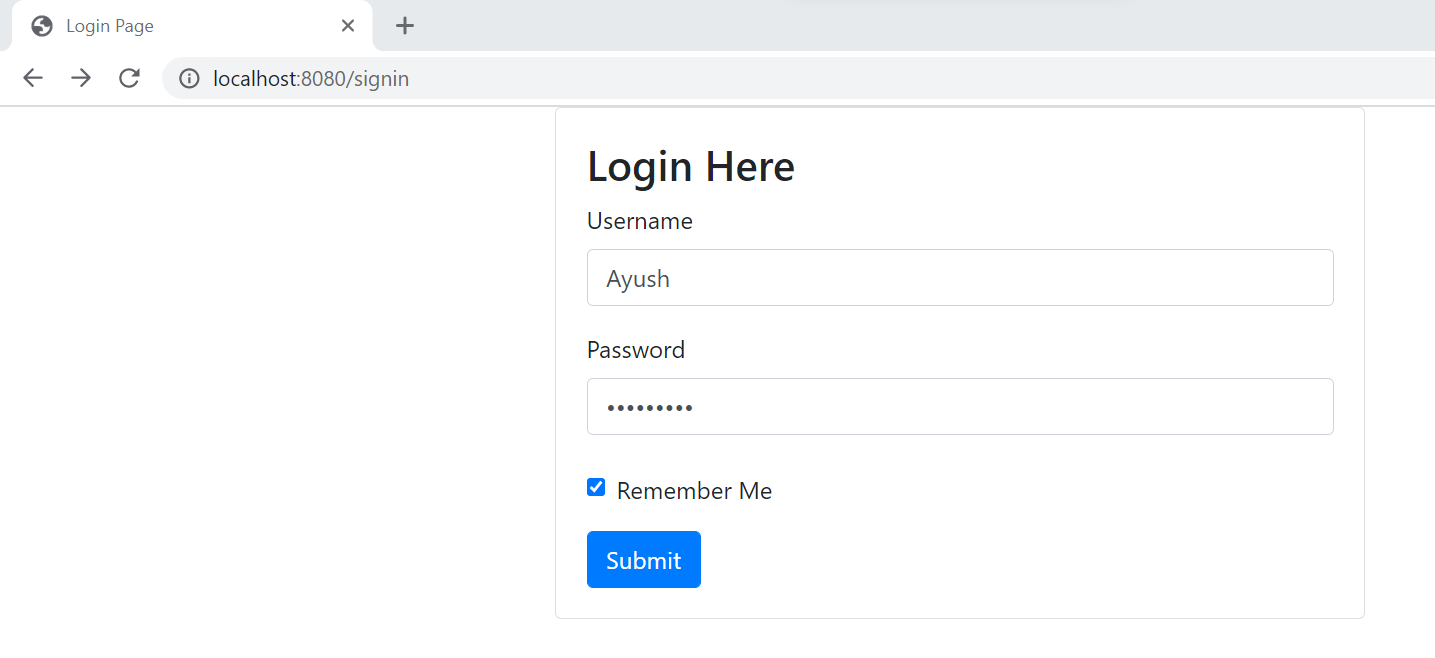 Login Page
localhost:8080/signin
Login Here
Username
Ayush
Password
•••••••••
Remember Me
Submit